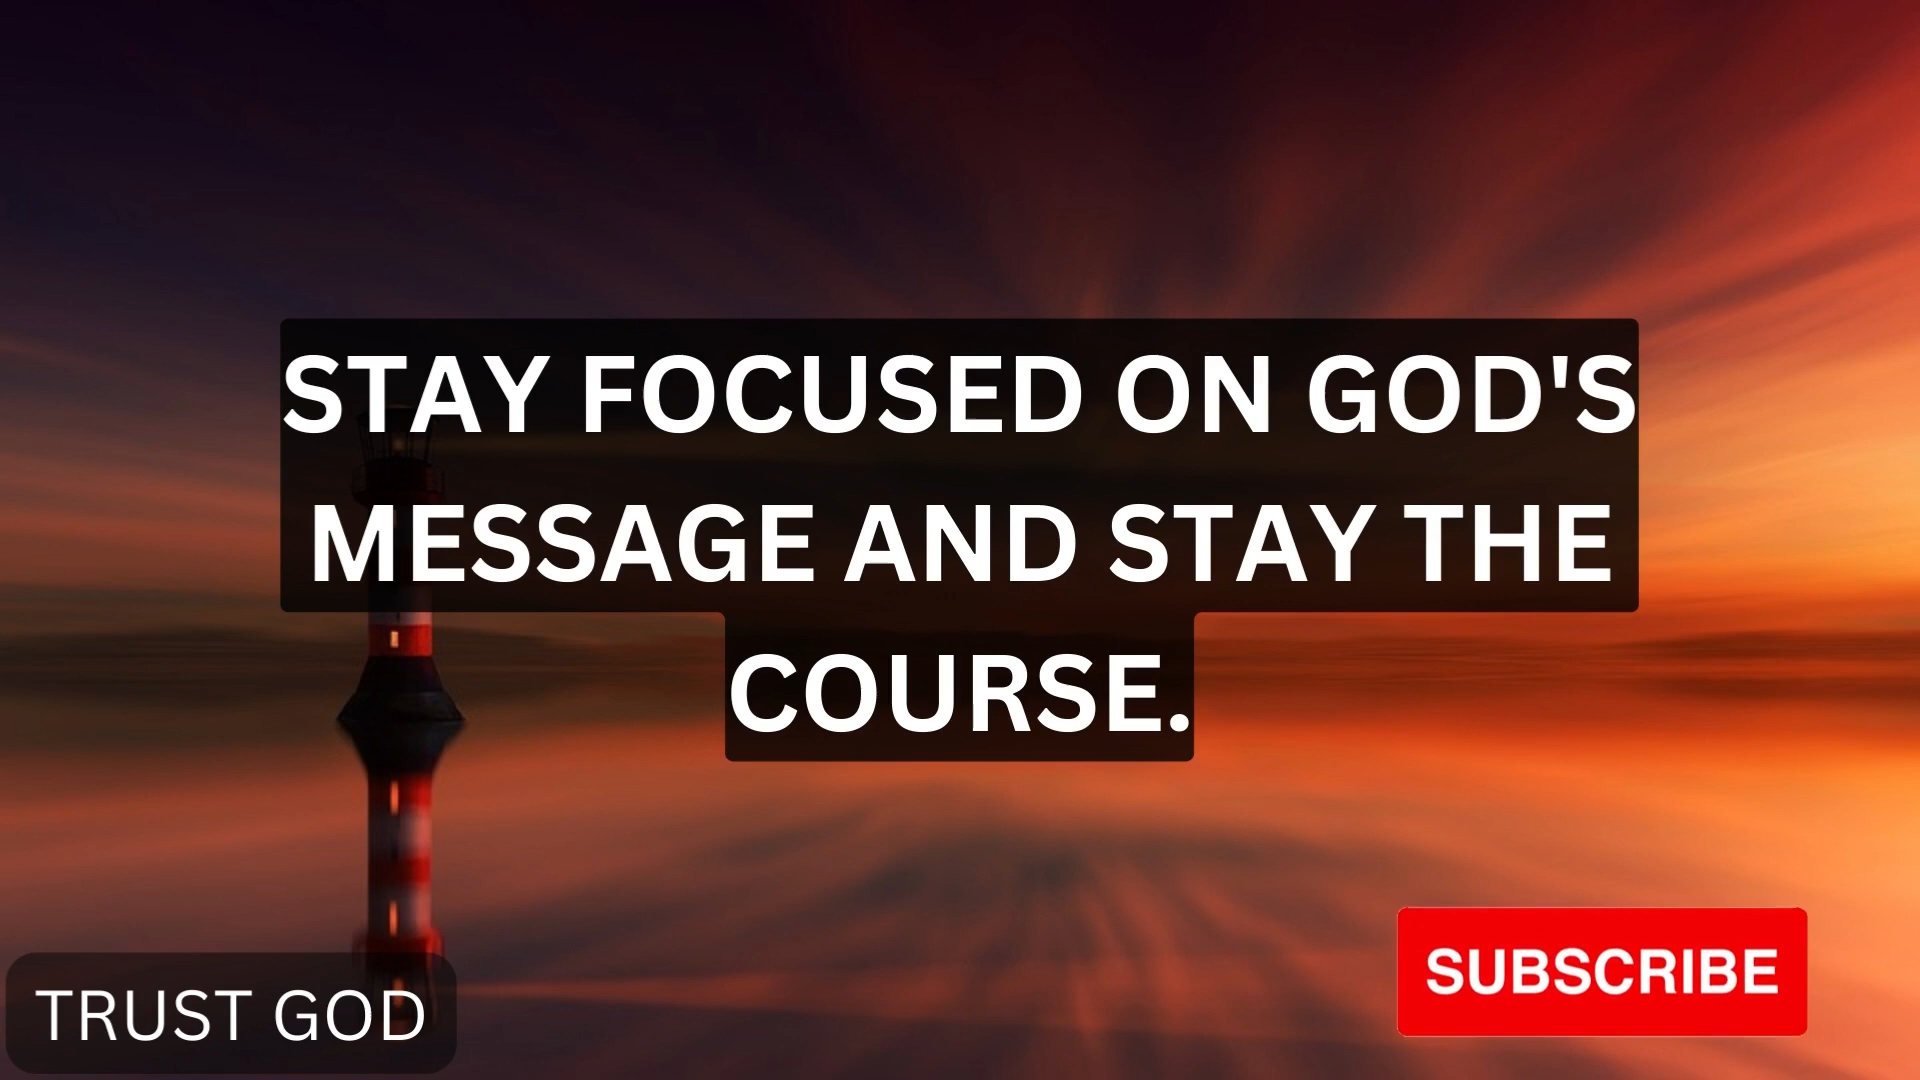 STAY FOCUSED ON GOD'S
MESSAGE AND STAY THE
COURSE.
SUBSCRIBE
TRUST GOD